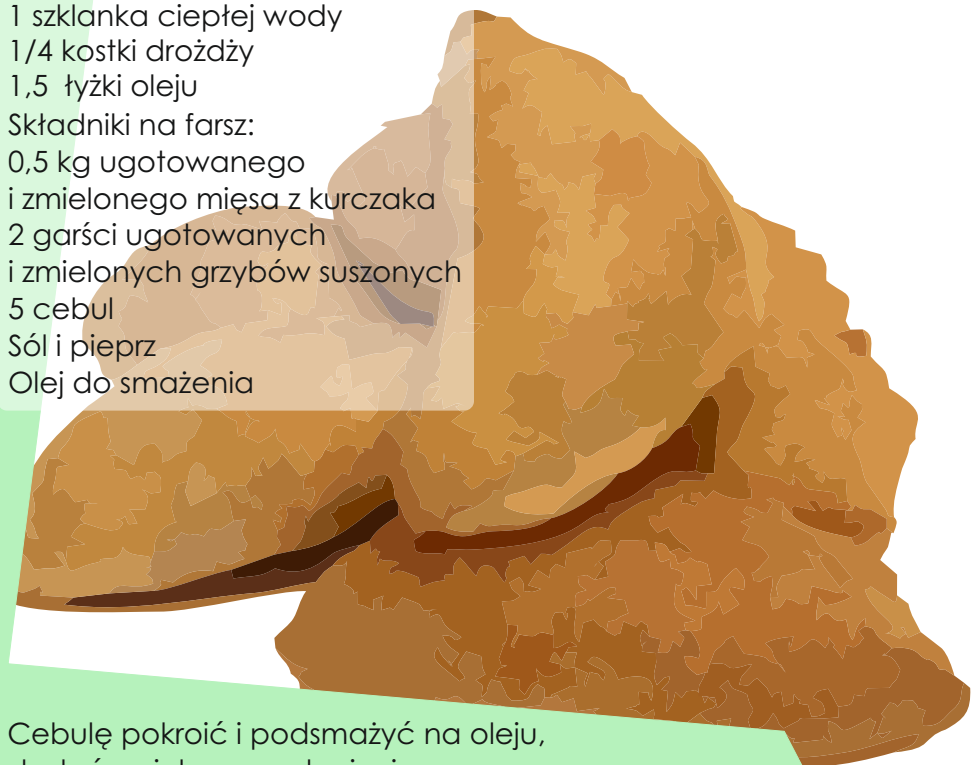 1 szklanka ciepłej wody
1/4 kostki drożdży
1,5 łyżki oleju
Składniki na farsz:
0,5 kg ugotowanego
i zmielonego mięsa z kurczaka
2 garści ugotowanych
i zmielonych grzybów suszonych
5 cebul
Sól i pieprz
Olej do smażenia
Cebulę pokroić i podsmażyć na oleju,